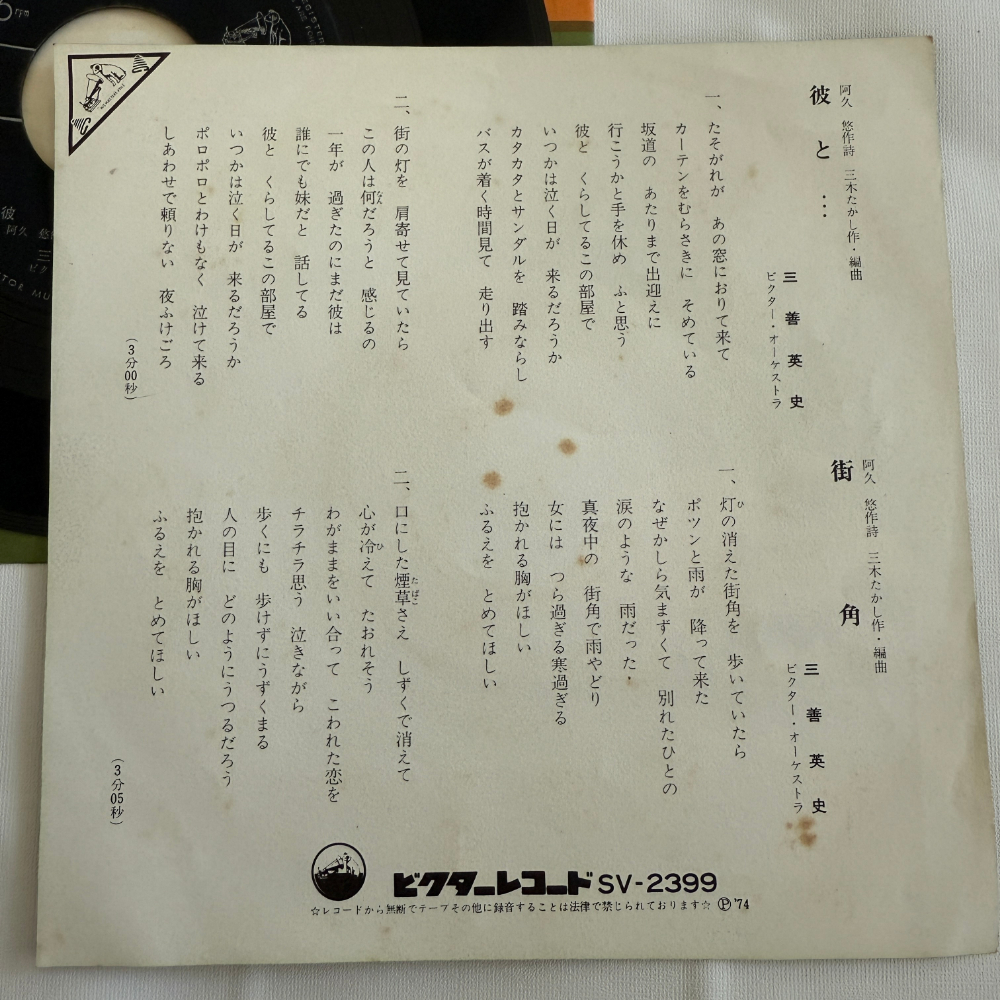 彼と…
阿久 悠作詩 三木たかし作・編曲
三善英史
ビクター・オーケストラ
一、たそがれが あの窓におりて来て
カーテンをむらさきに そめている
坂道の あたりまで出迎えに
行こうかと手を休め ふと思う
彼と くらしてるこの部屋で
いつかは泣く日が 来るだろうか
カタカタとサンダルを 踏みならし
バスが着く時間見て 走り出す
二、街の灯を 肩寄せて見ていたら
この人は何だろうと 感じるの
一年が 過ぎたのにまだ彼は
誰にでも妹だと 話してる
彼と くらしてるこの部屋で
いつかは泣く日が 来るだろうか
ポロポロとわけもなく 泣けて来る
しあわせで頼りない 夜ふけごろ
(3分00秒)
街角
阿久 悠作詩 三木たかし作・編曲
三善英史
ビクター・オーケストラ
一、灯の消えた街角を 歩いていたら
ポツンと雨が 降って来た
なぜかしら気まずくて 別れたひとの
涙のような 雨だった・
真夜中の 街角で雨やどり
女には つら過ぎる寒過ぎる
抱かれる胸がほしい
ふるえを とめてほしい
二、口にした煙草さえ しずくで消えて
心が冷えて たおれそう
わがままをいい合って こわれた恋を
チラチラ思う 泣きながら
歩くにも 歩けずにうずくまる
人の目に どのようにうつるだろう
抱かれる胸がほしい
ふるえを とめてほしい
(3分05秒)
ビクターレコード SV-2399
☆レコードから無断でテープその他に録音することは法律で禁じられております☆ Ⓟ'74